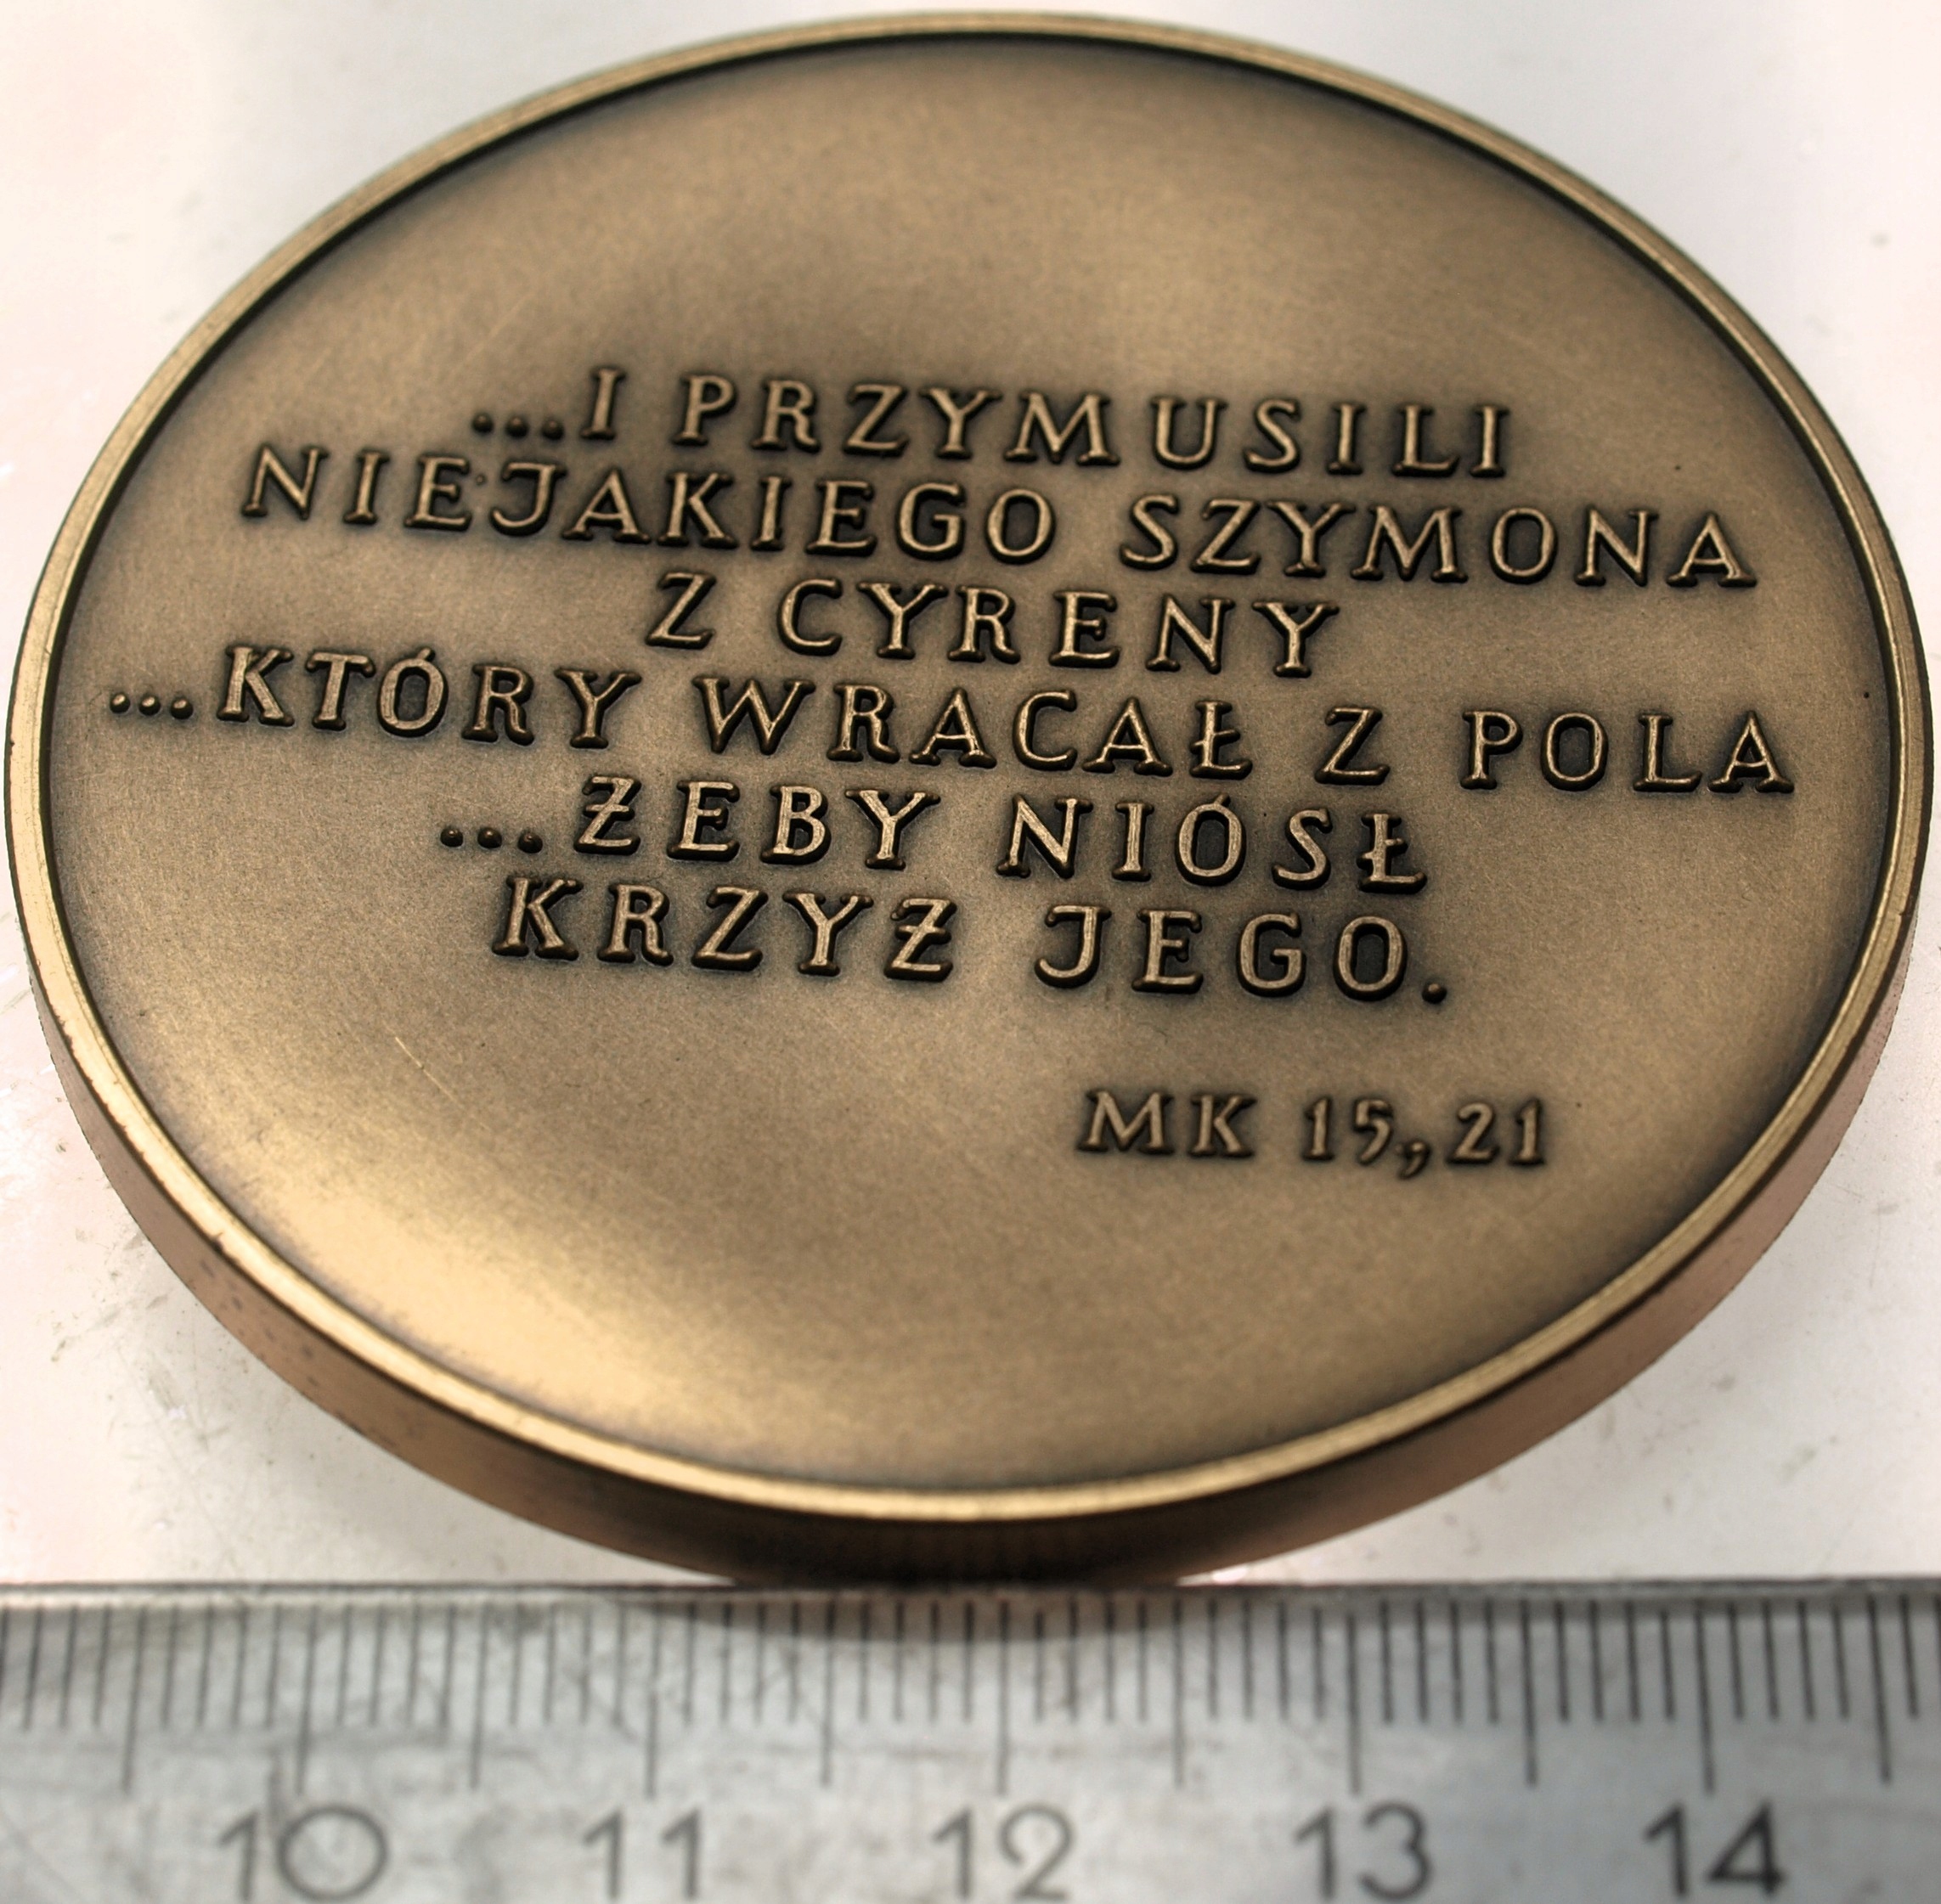 ...I PRZYMUSILI
NIEJAKIEGO SZYMONA
Z CYRENY
...KTÓRY WRACAŁ Z POLA
...ŻEBY NIÓSŁ
KRZYŻ JEGO.
MK 15,21
10 11 12 13 14